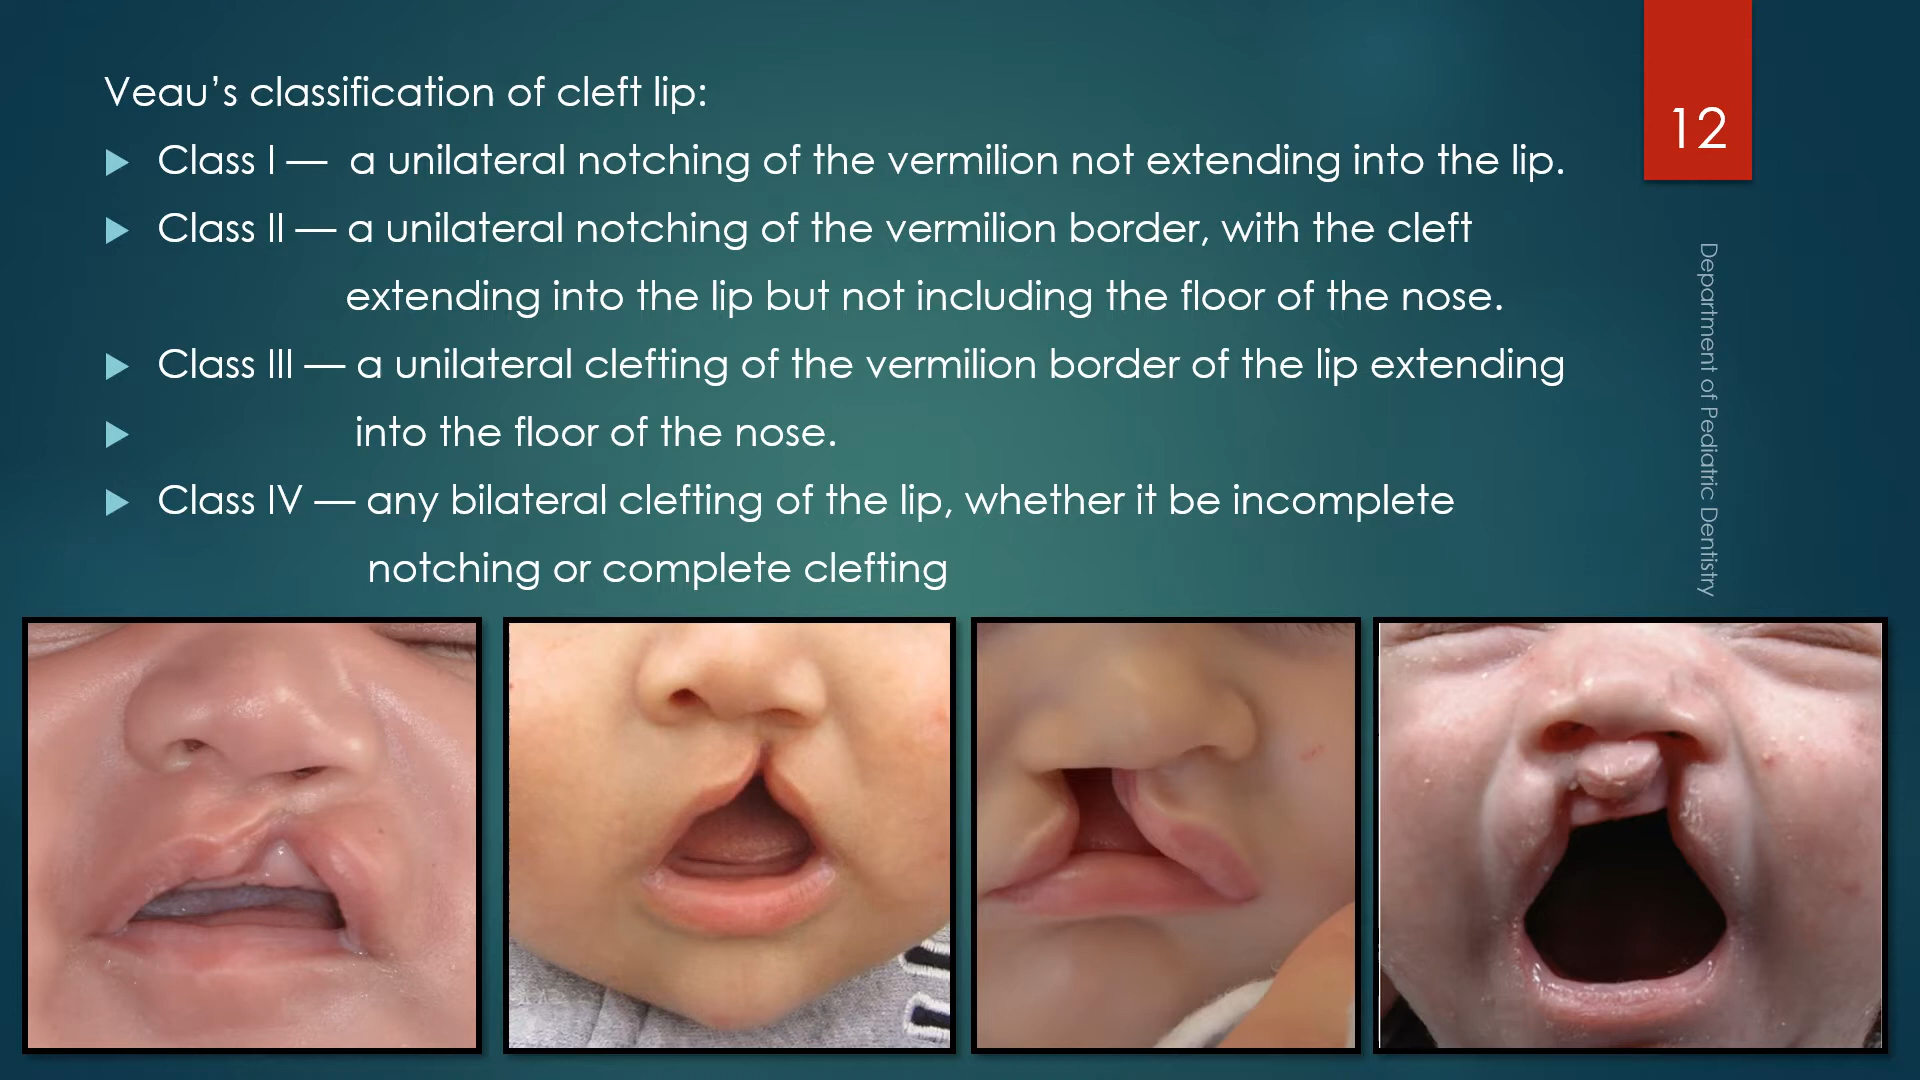 Veau’s classification of cleft lip:
Class I — a unilateral notching of the vermilion not extending into the lip.
Class II — a unilateral notching of the vermilion border, with the cleft
extending into the lip but not including the floor of the nose.
Class III — a unilateral clefting of the vermilion border of the lip extending
into the floor of the nose.
Class IV — any bilateral clefting of the lip, whether it be incomplete
notching or complete clefting
12
Department of Pediatric Dentistry